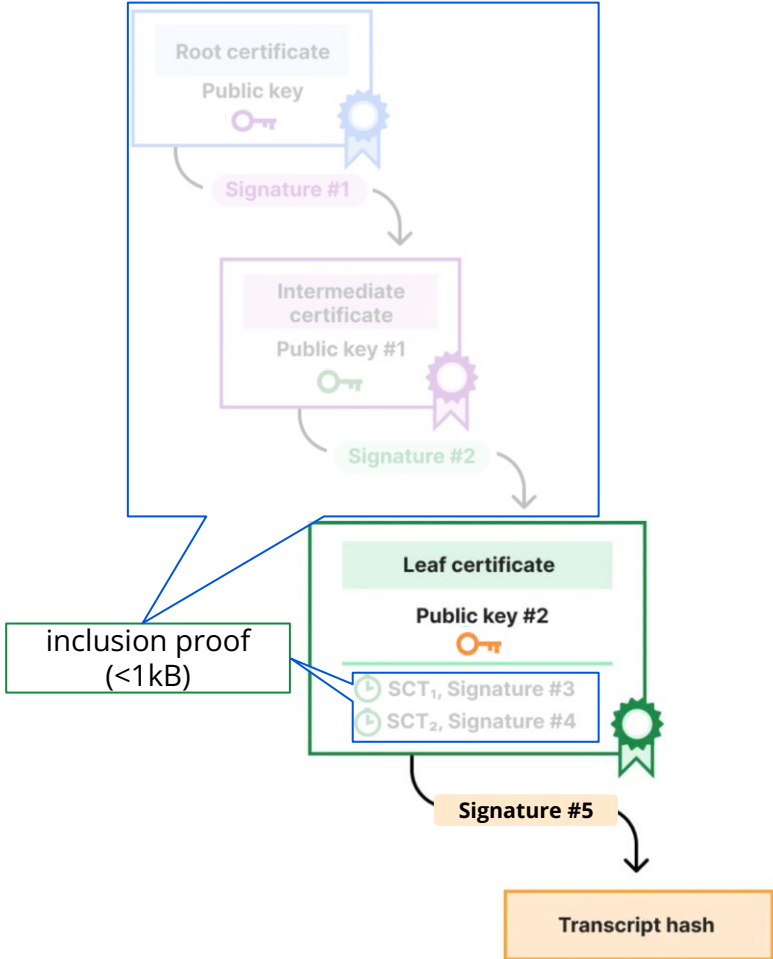 Root certificate
Public key
Signature #1
Intermediate
certificate
Public key #1
Signature #2
Leaf certificate
Public key #2
inclusion proof
(<1kB)
SCT₁, Signature #3
SCT₂, Signature #4
Signature #5
Transcript hash